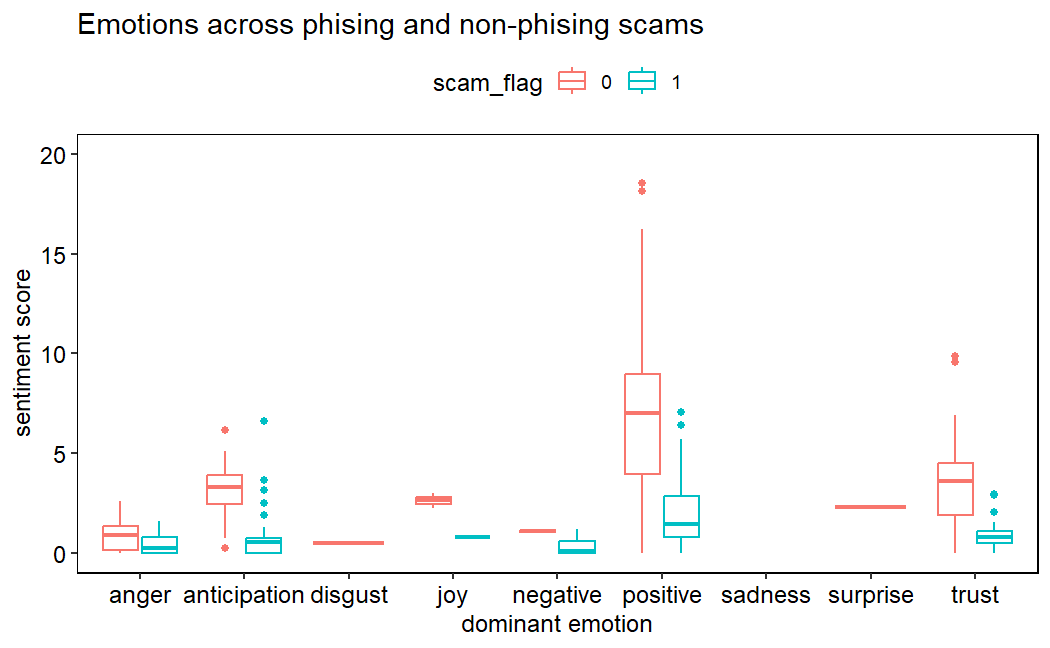 Emotions across phising and non-phising scams
scam_flag 0 1
20
15
10
5
0
sentiment score
anger anticipation disgust joy negative positive sadness surprise trust
dominant emotion